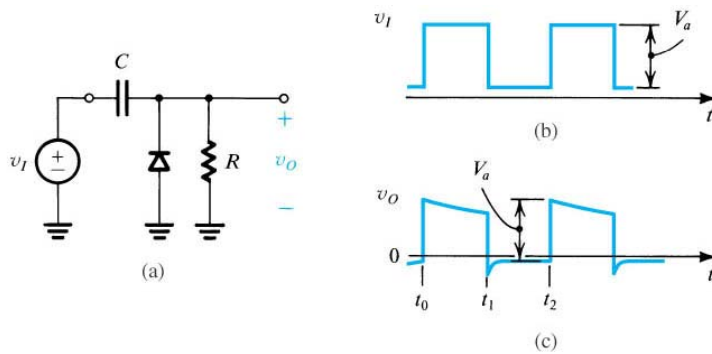 C
v_I
+
−
R
+
v_O
−
(a)
v_I
V_a
t
(b)
v_O
V_a
0
t
t_0
t_1
t_2
(c)